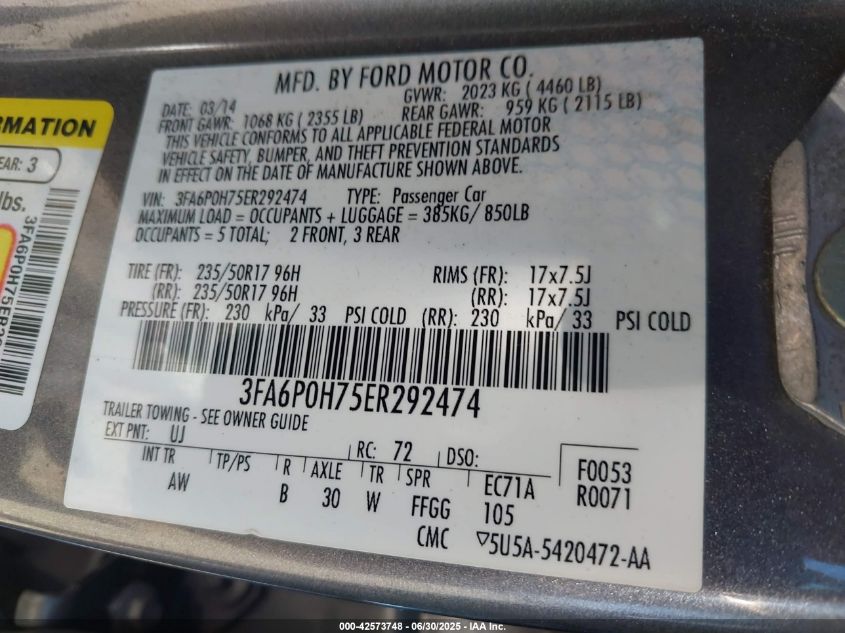 MFD. BY FORD MOTOR CO.
DATE: 03/14 GVWR: 2023 KG ( 4460 LB)
FRONT GAWR: 1068 KG ( 2355 LB) REAR GAWR: 959 KG ( 2115 LB)
THIS VEHICLE CONFORMS TO ALL APPLICABLE FEDERAL MOTOR
VEHICLE SAFETY, BUMPER, AND THEFT PREVENTION STANDARDS
IN EFFECT ON THE DATE OF MANUFACTURE SHOWN ABOVE.
VIN: 3FA6P0H75ER292474 TYPE: Passenger Car
MAXIMUM LOAD = OCCUPANTS + LUGGAGE = 385KG/ 850LB
OCCUPANTS = 5 TOTAL; 2 FRONT, 3 REAR
TIRE (FR): 235/50R17 96H RIMS (FR): 17x7.5J
(RR): 235/50R17 96H (RR): 17x7.5J
PRESSURE (FR): 230 kPa/ 33 PSI COLD (RR): 230 kPa/ 33 PSI COLD
3FA6P0H75ER292474
TRAILER TOWING - SEE OWNER GUIDE
EXT PNT: UJ RC: 72 DSO: F0053
INT TR TP/PS R AXLE TR SPR EC71A R0071
AW B 30 W FFGG 105
CMC ▽5U5A-5420472-AA
RMATION
EAR: 3
lbs.
3FA6P0H75ER29
000-42573748 - 06/30/2025 - IAA Inc.